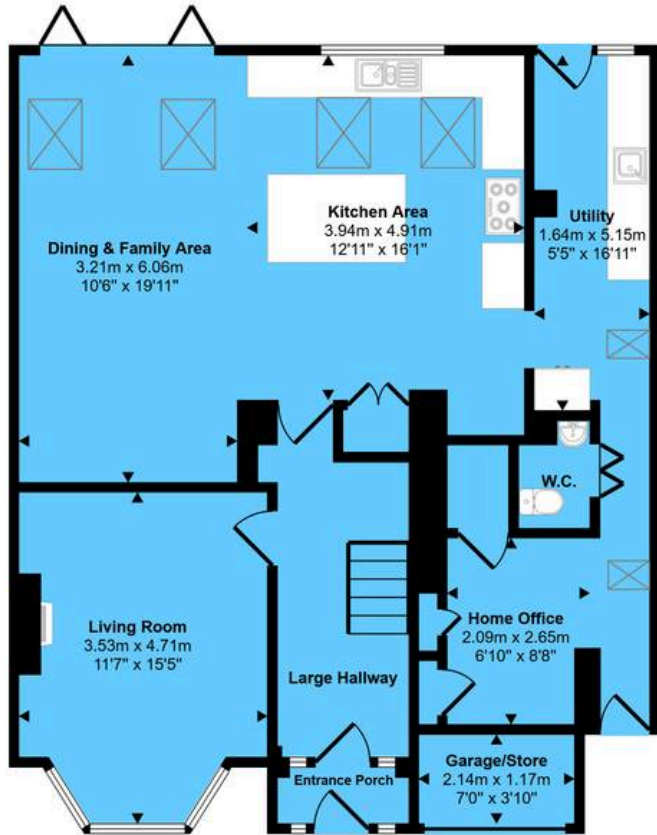 Kitchen Area
3.94m x 4.91m
12'11" x 16'1"
Utility
1.64m x 5.15m
5'5" x 16'11"
Dining & Family Area
3.21m x 6.06m
10'6" x 19'11"
W.C.
Living Room
3.53m x 4.71m
11'7" x 15'5"
Home Office
2.09m x 2.65m
6'10" x 8'8"
Large Hallway
Garage/Store
2.14m x 1.17m
7'0" x 3'10"
Entrance Porch